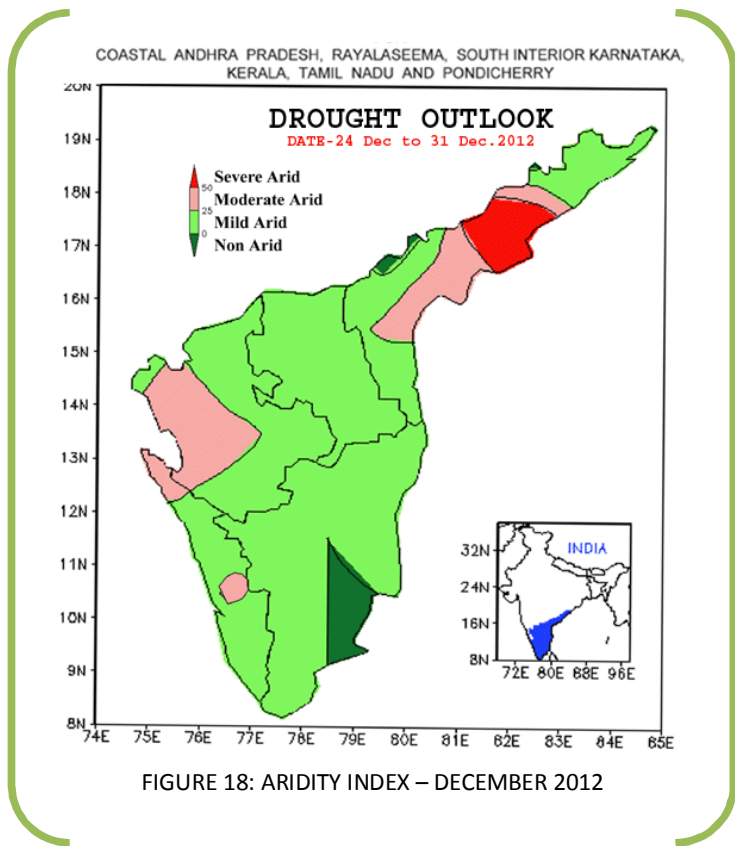 COASTAL ANDHRA PRADESH, RAYALASEEMA, SOUTH INTERIOR KARNATAKA,
KERALA, TAMIL NADU AND PONDICHERRY
20N
DROUGHT OUTLOOK
DATE-24 Dec to 31 Dec.2012
19N
Severe Arid
50
Moderate Arid
25
Mild Arid
0
Non Arid
18N
17N
16N
15N
14N
13N
12N
11N
10N
9N
8N
INDIA
32N
24N
16N
8N
72E 80E 88E 96E
74E 75E 76E 77E 78E 79E 80E 81E 82E 83E 84E 85E
FIGURE 18: ARIDITY INDEX – DECEMBER 2012